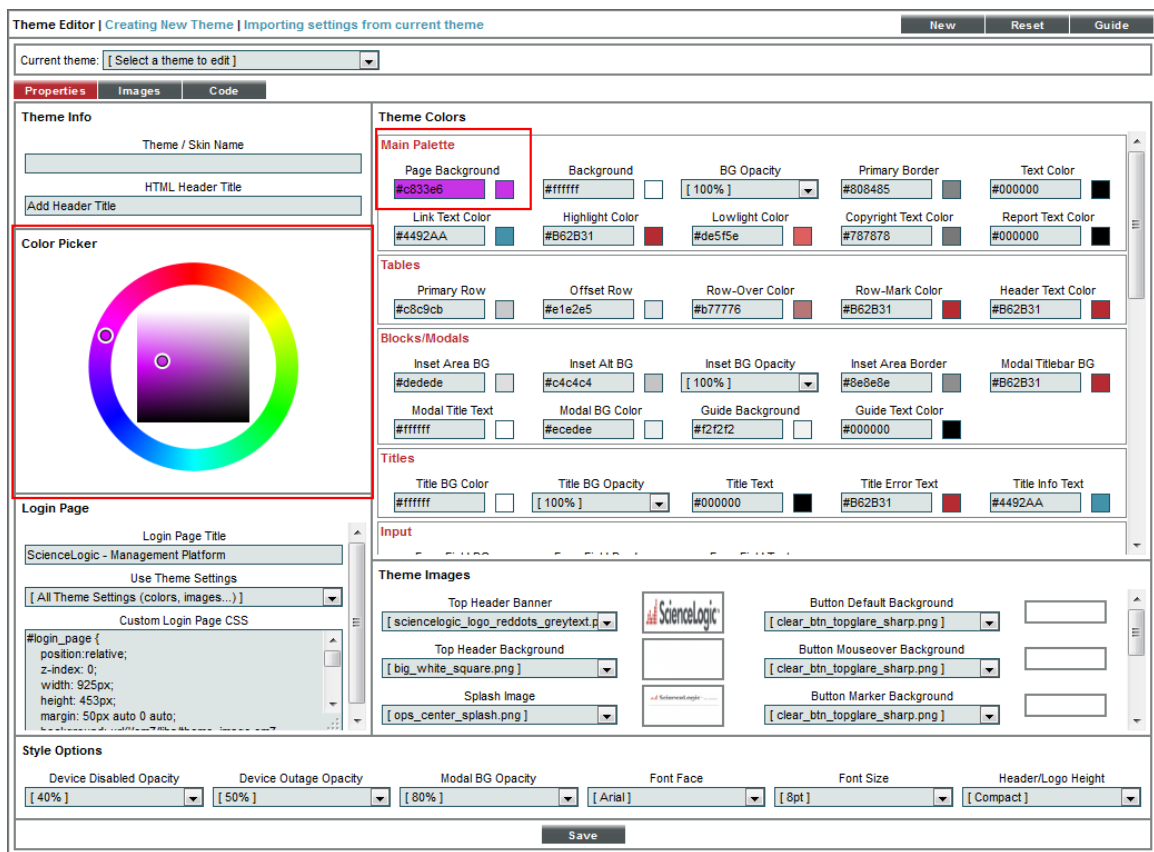 Theme Editor | Creating New Theme | Importing settings from current theme New Reset Guide
Current theme: [ Select a theme to edit ]
Properties Images Code
Theme Info
Theme / Skin Name
HTML Header Title
Add Header Title
Color Picker
Login Page
Login Page Title
ScienceLogic - Management Platform
Use Theme Settings
[ All Theme Settings (colors, images...) ]
Custom Login Page CSS
#login_page {
position:relative;
z-index: 0;
width: 925px;
height: 453px;
margin: 50px auto 0 auto;
Theme Colors
Main Palette
Page Background Background BG Opacity Primary Border Text Color
#c833e6 #ffffff [ 100% ] #808485 #000000
Link Text Color Highlight Color Lowlight Color Copyright Text Color Report Text Color
#4492AA #B62B31 #de5f5e #787878 #000000
Tables
Primary Row Offset Row Row-Over Color Row-Mark Color Header Text Color
#c8c9cb #e1e2e5 #b77776 #B62B31 #B62B31
Blocks/Modals
Inset Area BG Inset Alt BG Inset BG Opacity Inset Area Border Modal Titlebar BG
#dedede #c4c4c4 [ 100% ] #8e8e8e #B62B31
Modal Title Text Modal BG Color Guide Background Guide Text Color
#ffffff #ecedee #f2f2f2 #000000
Titles
Title BG Color Title BG Opacity Title Text Title Error Text Title Info Text
#ffffff [ 100% ] #000000 #B62B31 #4492AA
Input
Theme Images
Top Header Banner Button Default Background
[ sciencelogic_logo_reddots_greytext.p ScienceLogic [ clear_btn_topglare_sharp.png ]
Top Header Background Button Mouseover Background
[ big_white_square.png ] [ clear_btn_topglare_sharp.png ]
Splash Image Button Marker Background
[ ops_center_splash.png ] ScienceLogic [ clear_btn_topglare_sharp.png ]
Style Options
Device Disabled Opacity Device Outage Opacity Modal BG Opacity Font Face Font Size Header/Logo Height
[ 40% ] [ 50% ] [ 80% ] [ Arial ] [ 8pt ] [ Compact ]
Save